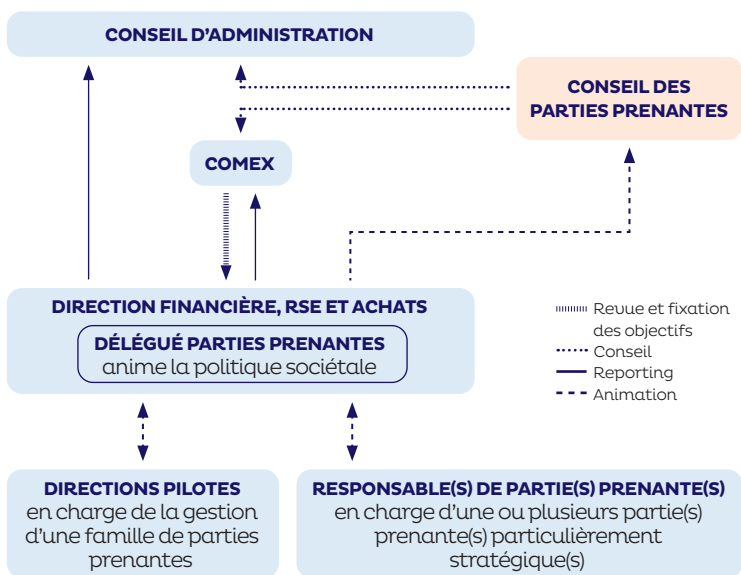 CONSEIL D’ADMINISTRATION
CONSEIL DES
PARTIES PRENANTES
COMEX
DIRECTION FINANCIÈRE, RSE ET ACHATS
DÉLÉGUÉ PARTIES PRENANTES
anime la politique sociétale
Revue et fixation
des objectifs
Conseil
Reporting
Animation
DIRECTIONS PILOTES
en charge de la gestion
d’une famille de parties
prenantes
RESPONSABLE(S) DE PARTIE(S) PRENANTE(S)
en charge d’une ou plusieurs partie(s)
prenante(s) particulièrement
stratégique(s)